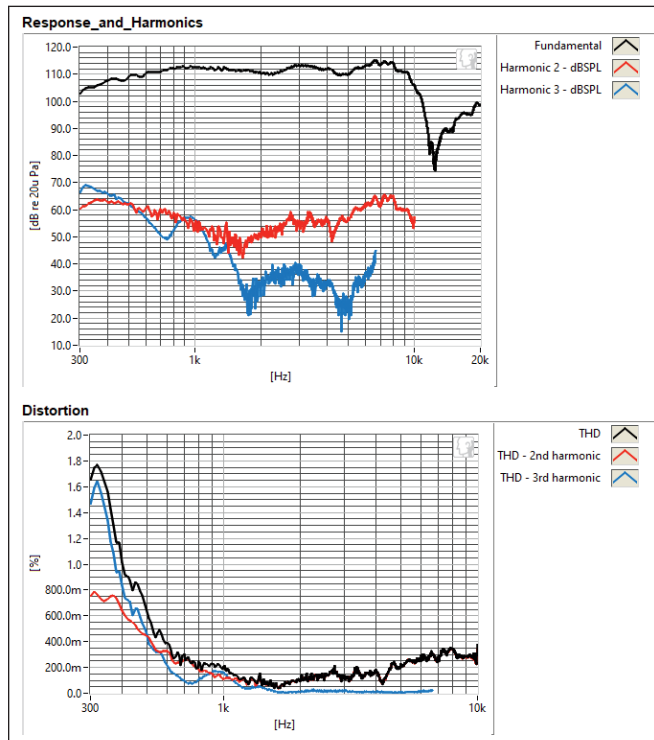 Response_and_Harmonics
120.0
110.0
100.0
90.0
80.0
70.0
60.0
50.0
40.0
30.0
20.0
10.0
[dB re 20u Pa]
300
1k
10k
20k
[Hz]
Fundamental
Harmonic 2 - dBSPL
Harmonic 3 - dBSPL
Distortion
2.0
1.8
1.6
1.4
1.2
1.0
800.0m
600.0m
400.0m
200.0m
0.0
[%]
300
1k
10k
[Hz]
THD
THD - 2nd harmonic
THD - 3rd harmonic